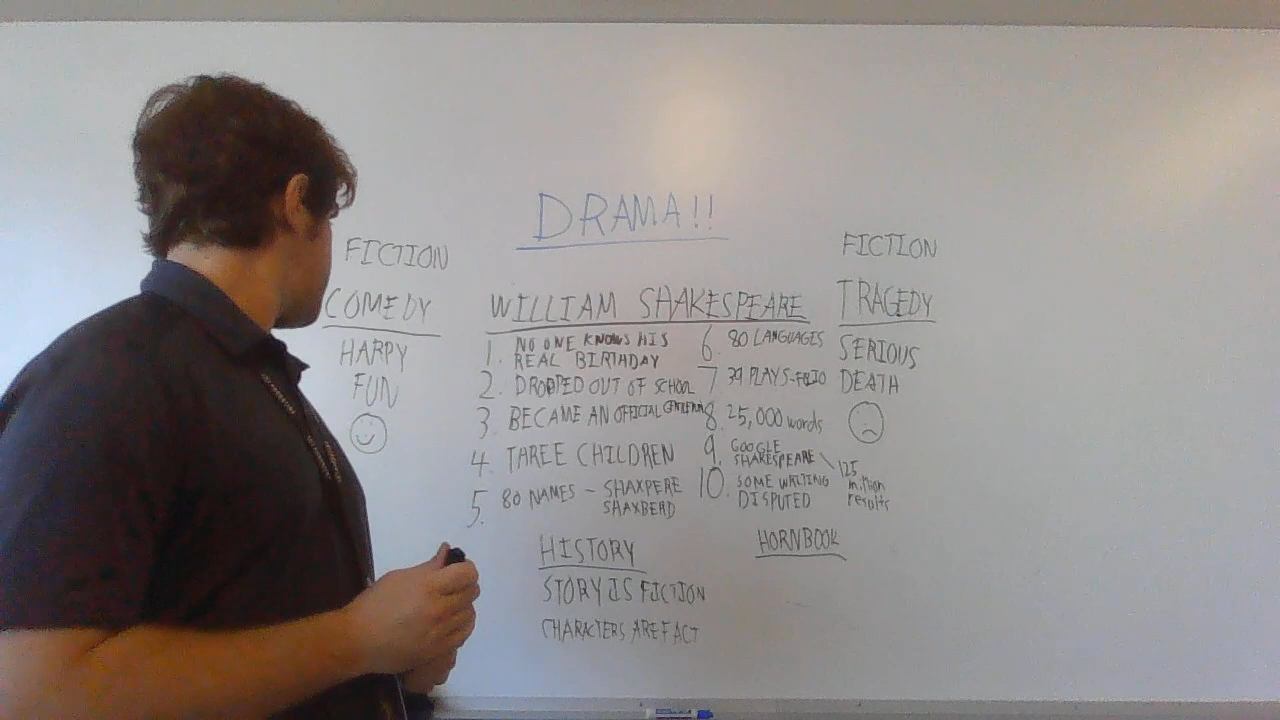 DRAMA!!
FICTION
COMEDY
HAPPY
FUN
WILLIAM SHAKESPEARE
1. NO ONE KNOWS HIS
REAL BIRTHDAY
2. DROPPED OUT OF SCHOOL
3. BECAME AN OFFICIAL GENTLEMAN
4. THREE CHILDREN
5. 80 NAMES - SHAXPERE
SHAXBERD
6. 80 LANGUAGES
7 39 PLAYS-
8. 25,000 words
9. GOOGLE
SHAKESPEARE \ 125
million
results
10. SOME WRITING
DISPUTED
FICTION
TRAGEDY
SERIOUS
DEATH
HISTORY
STORY IS FICTION
CHARACTERS ARE FACT
HORNBOOK